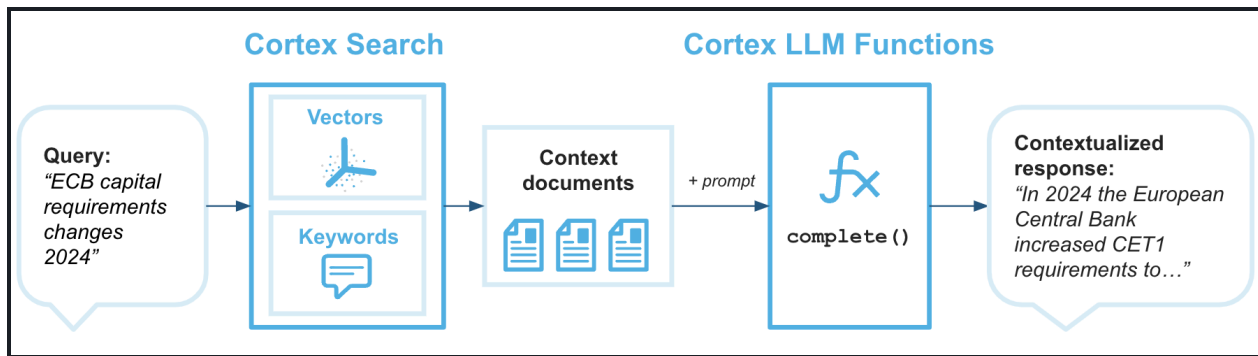 Cortex Search
Cortex LLM Functions
Query:
“ECB capital
requirements
changes
2024”
Vectors
Keywords
Context
documents
+ prompt
complete()
Contextualized
response:
“In 2024 the European
Central Bank
increased CET1
requirements to…”